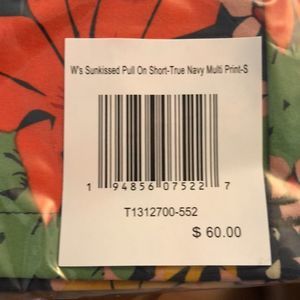 W's Sunkissed Pull On Short-True Navy Multi Print-S
1 94856 07522 7
T1312700-552
$ 60.00